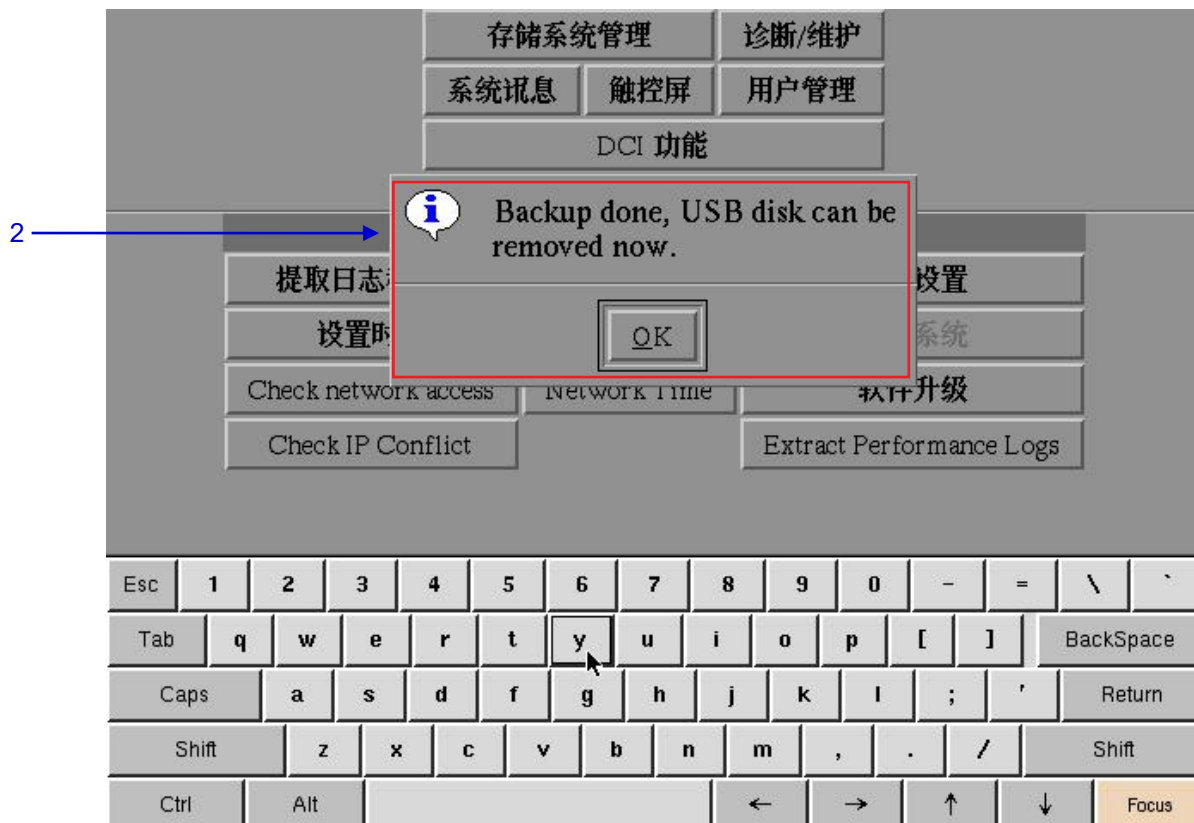 存储系统管理 诊断/维护
系统讯息 触控屏 用户管理
DCI 功能
2
Backup done, USB disk can be
removed now.
提取日志 设置
OK
设置时 系统
Check network access Network Time 软件升级
Check IP Conflict Extract Performance Logs
Esc 1 2 3 4 5 6 7 8 9 0 - = \ `
Tab q w e r t y u i o p [ ] BackSpace
Caps a s d f g h j k l ; ' Return
Shift z x c v b n m , . / Shift
Ctrl Alt ← → ↑ ↓ Focus